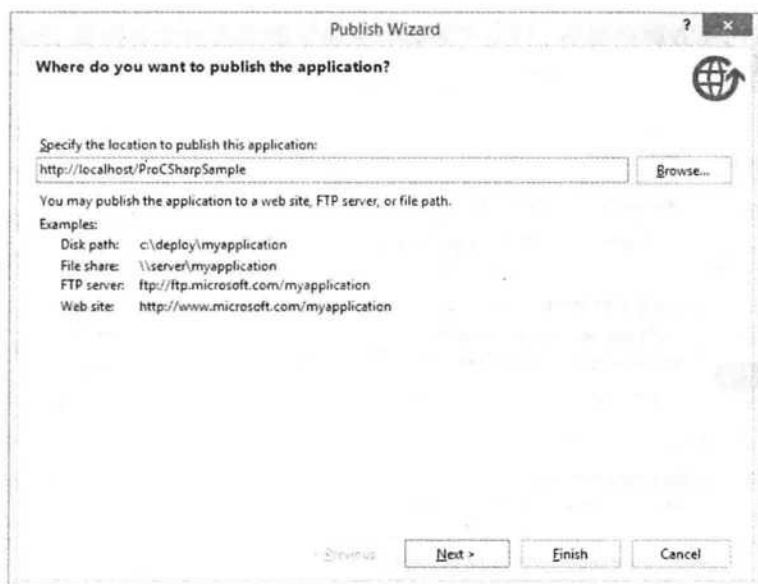 Publish Wizard
?
Where do you want to publish the application?
Specify the location to publish this application:
http://localhost/ProCSharpSample
Browse...
You may publish the application to a web site, FTP server, or file path.
Examples:
Disk path: c:\deploy\myapplication
File share: \\server\myapplication
FTP server: ftp://ftp.microsoft.com/myapplication
Web site: http://www.microsoft.com/myapplication
< Previous
Next >
Finish
Cancel